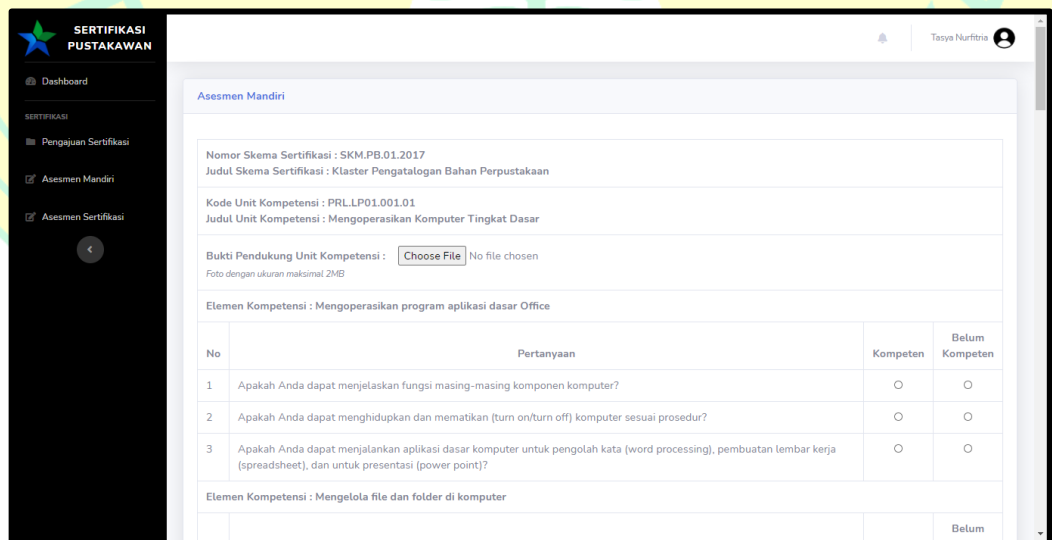 SERTIFIKASI
PUSTAKAWAN
Tasya Nurfitria
Dashboard
SERTIFIKASI
Pengajuan Sertifikasi
Asesmen Mandiri
Asesmen Sertifikasi
Asesmen Mandiri
Nomor Skema Sertifikasi : SKM.PB.01.2017
Judul Skema Sertifikasi : Klaster Pengatalogan Bahan Perpustakaan
Kode Unit Kompetensi : PRL.LP01.001.01
Judul Unit Kompetensi : Mengoperasikan Komputer Tingkat Dasar
Bukti Pendukung Unit Kompetensi : Choose File No file chosen
Foto dengan ukuran maksimal 2MB
Elemen Kompetensi : Mengoperasikan program aplikasi dasar Office
No Pertanyaan Kompeten Belum Kompeten
1 Apakah Anda dapat menjelaskan fungsi masing-masing komponen komputer?
2 Apakah Anda dapat menghidupkan dan mematikan (turn on/turn off) komputer sesuai prosedur?
3 Apakah Anda dapat menjalankan aplikasi dasar komputer untuk pengolah kata (word processing), pembuatan lembar kerja
(spreadsheet), dan untuk presentasi (power point)?
Elemen Kompetensi : Mengelola file dan folder di komputer
Belum